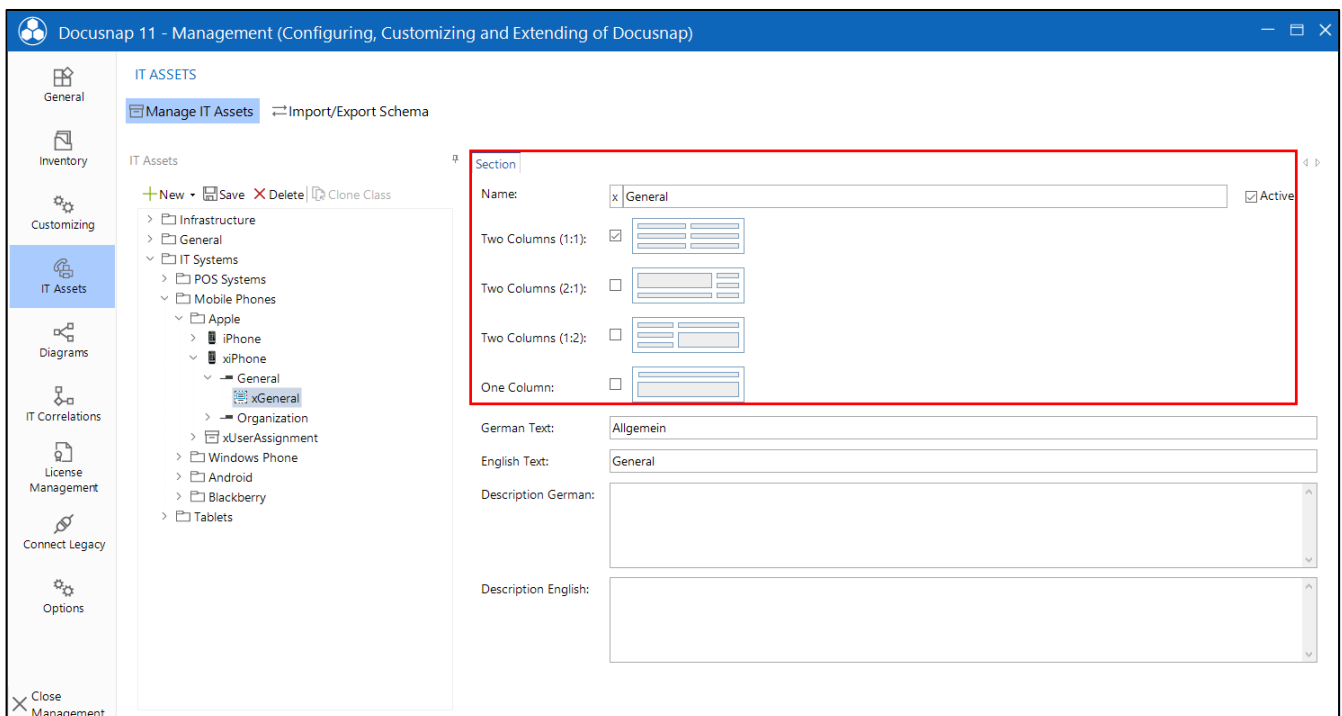 Docusnap 11 - Management (Configuring, Customizing and Extending of Docusnap)
General
Inventory
Customizing
IT Assets
Diagrams
IT Correlations
License
Management
Connect Legacy
Options
Close
Management
IT ASSETS
Manage IT Assets Import/Export Schema
IT Assets
New Save Delete Clone Class
Infrastructure
General
IT Systems
POS Systems
Mobile Phones
Apple
iPhone
xiPhone
General
xGeneral
Organization
xUserAssignment
Windows Phone
Android
Blackberry
Tablets
Section
Name: x General Active
Two Columns (1:1):
Two Columns (2:1):
Two Columns (1:2):
One Column:
German Text: Allgemein
English Text: General
Description German:
Description English: